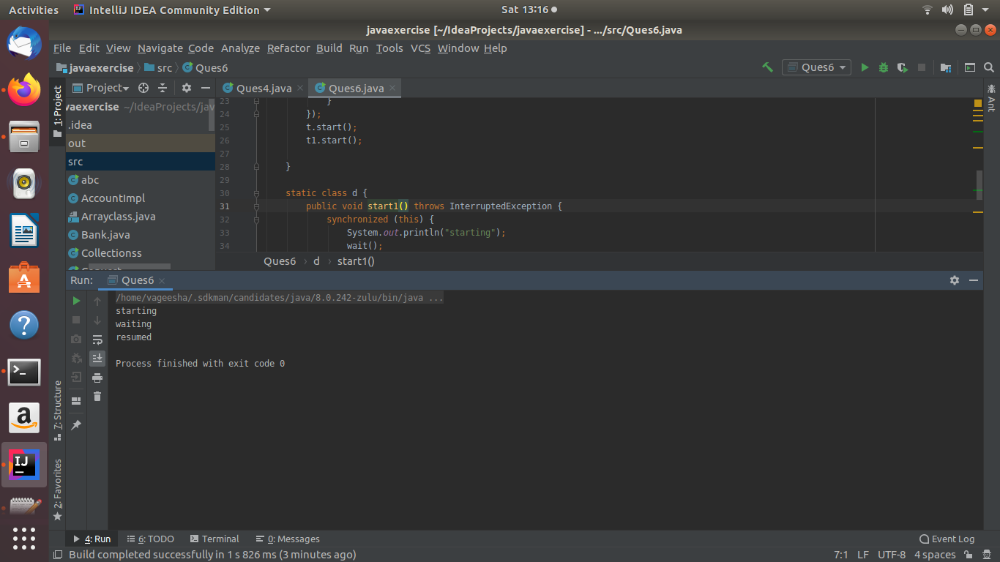 Activities IntelliJ IDEA Community Edition Sat 13:16
javaexercise [~/IdeaProjects/javaexercise] - .../src/Ques6.java
File Edit View Navigate Code Analyze Refactor Build Run Tools VCS Window Help
javaexercise src Ques6 Ques6
Project Ques4.java Ques6.java
1: Project
Ant
vaexercise ~/IdeaProjects/jav
.idea
out
src
abc
AccountImpl
Arrayclass.java
Bank.java
Collectionss
23 }
24 });
25 t.start();
26 t1.start();
27
28 }
29
30 static class d {
31 public void start1() throws InterruptedException {
32 synchronized (this) {
33 System.out.println("starting");
34 wait();
Ques6 › d › start1()
Run: Ques6
/home/vageesha/.sdkman/candidates/java/8.0.242-zulu/bin/java ...
starting
waiting
resumed
Process finished with exit code 0
7: Structure
2: Favorites
4: Run 6: TODO Terminal 0: Messages Event Log
Build completed successfully in 1 s 826 ms (3 minutes ago) 7:1 LF UTF-8 4 spaces